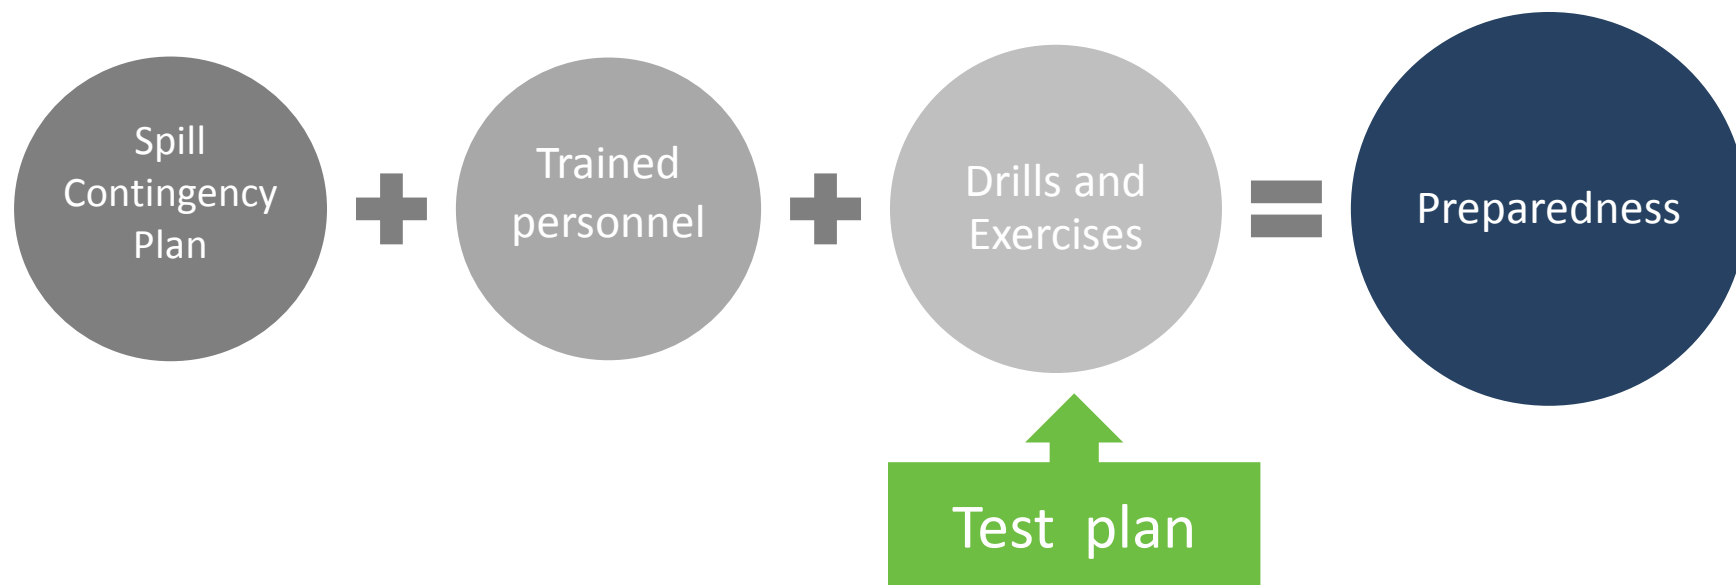 Spill
Contingency
Plan
Trained
personnel
Drills and
Exercises
Preparedness
Test plan